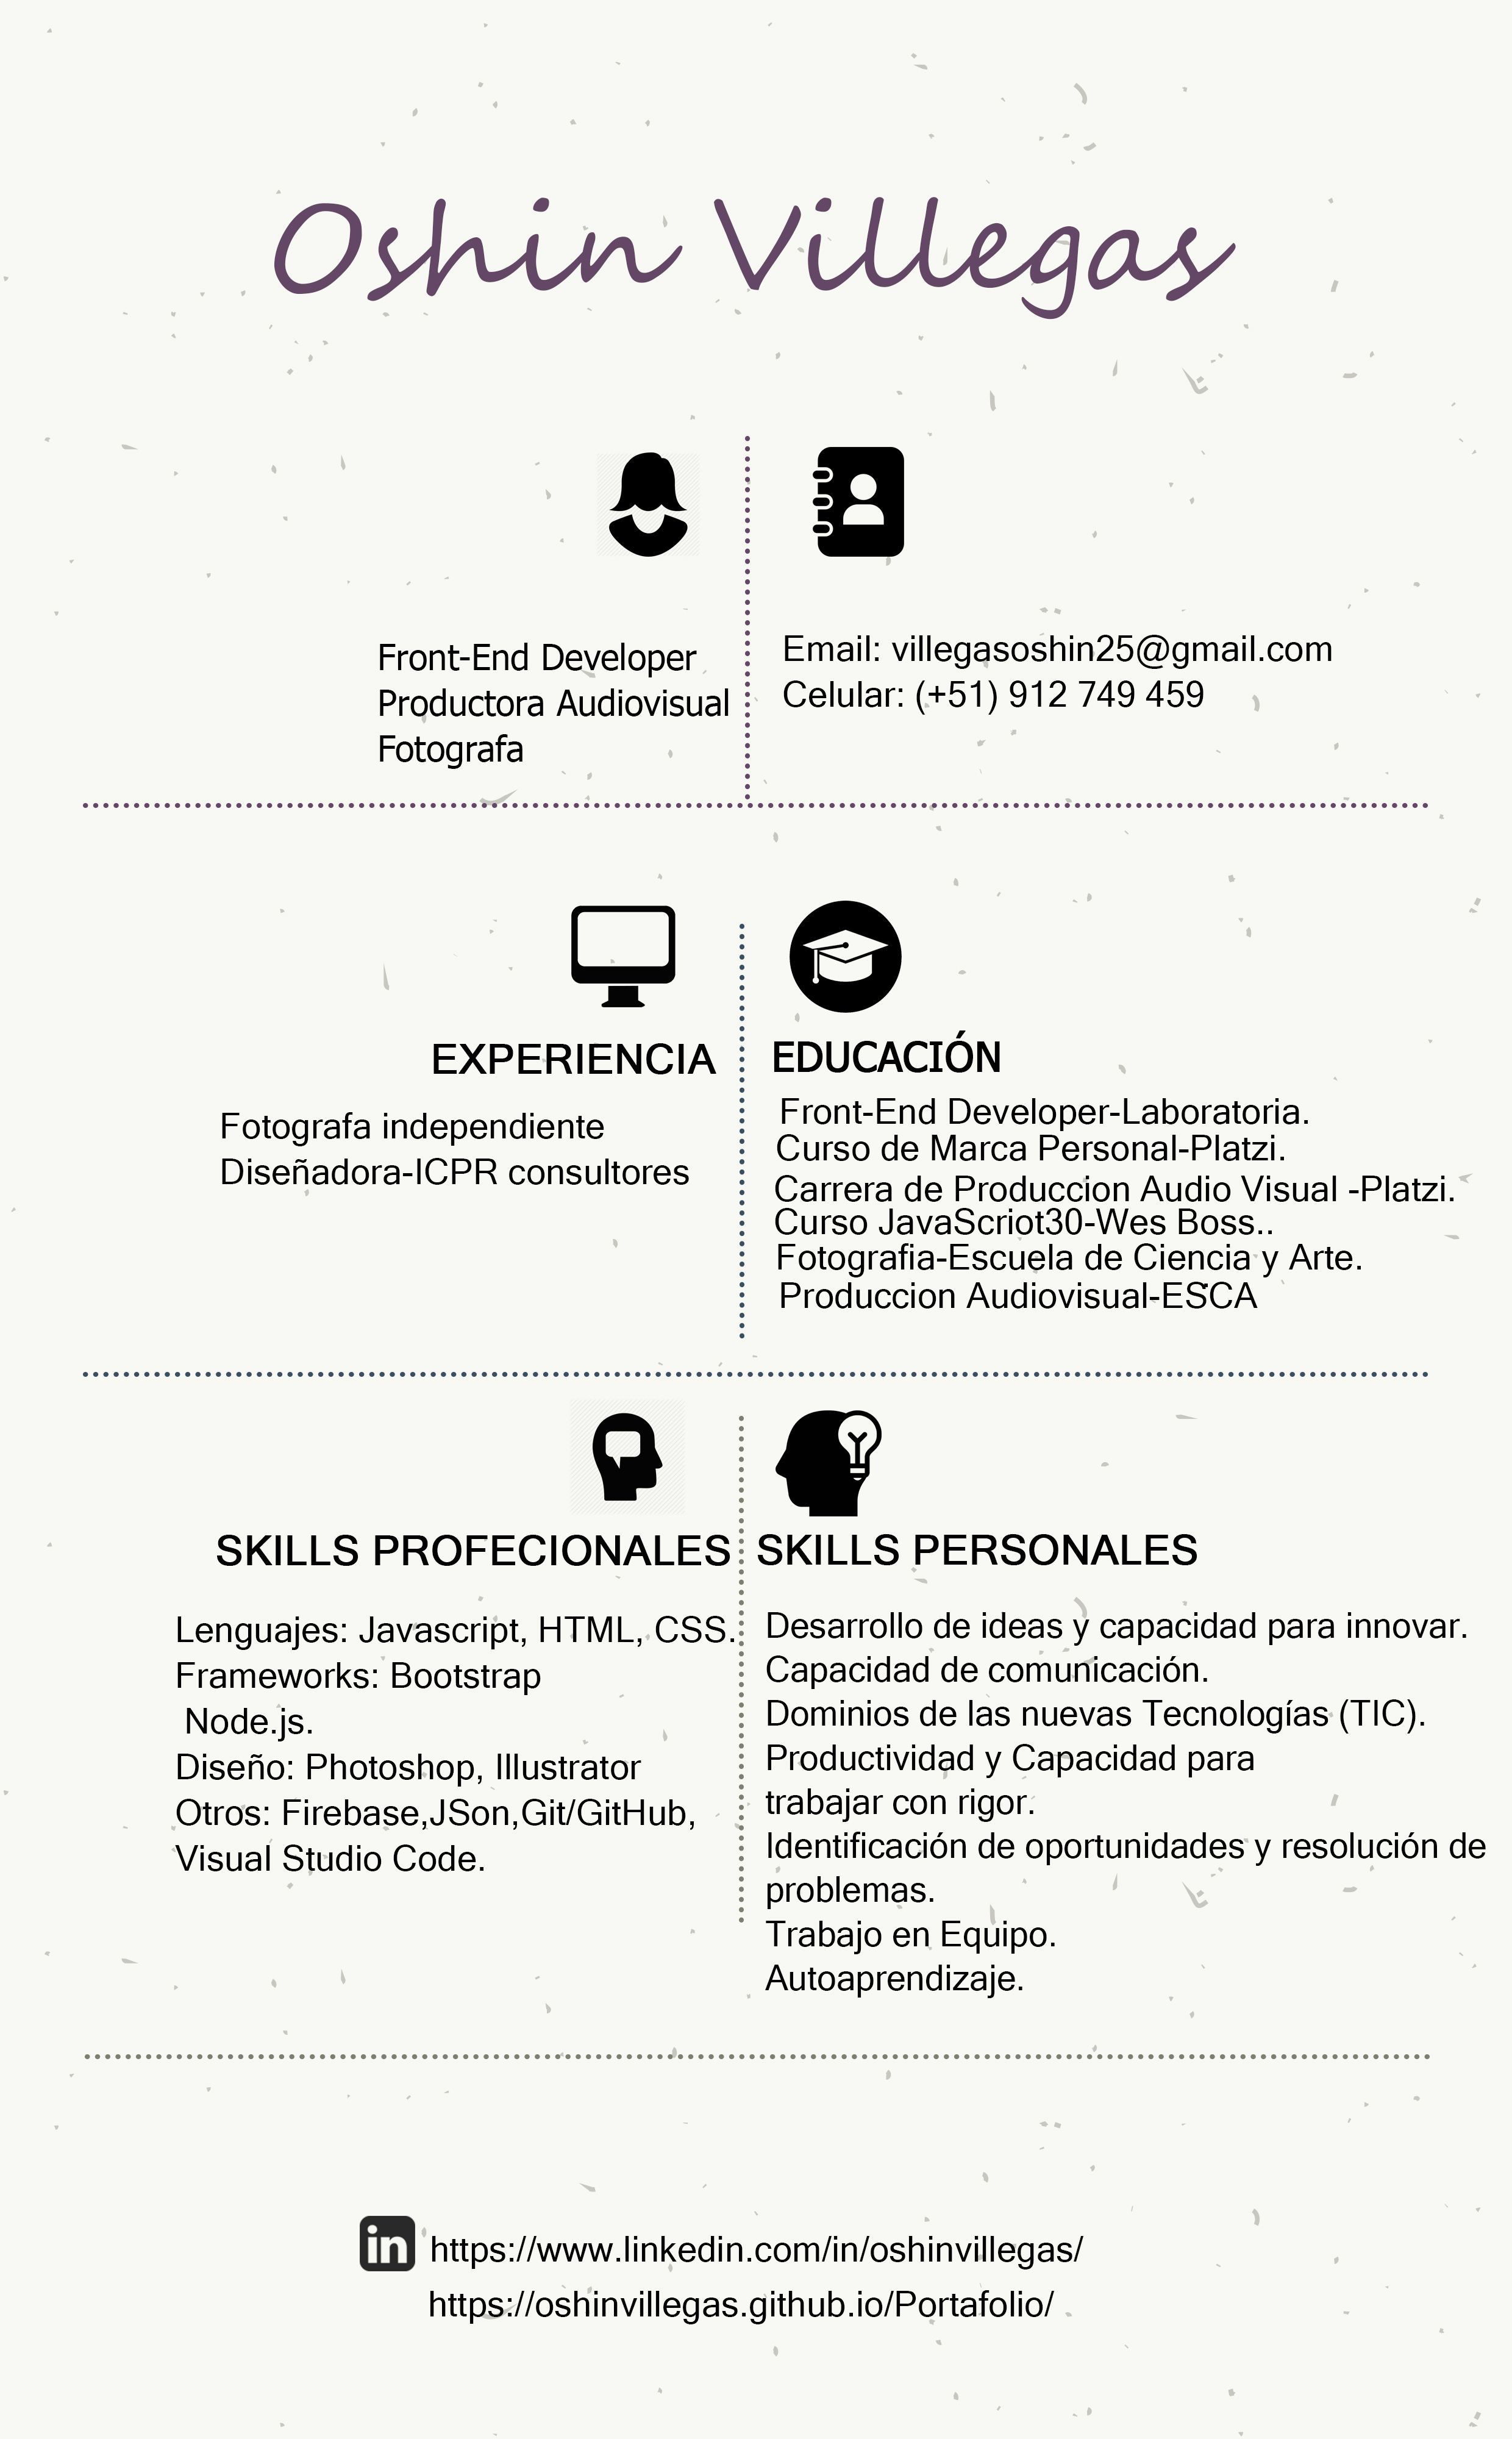 Oshin Villegas
Front-End Developer
Productora Audiovisual
Fotografa
Email: villegasoshin25@gmail.com
Celular: (+51) 912 749 459
EXPERIENCIA
Fotografa independiente
Diseñadora-ICPR consultores
EDUCACIÓN
Front-End Developer-Laboratoria.
Curso de Marca Personal-Platzi.
Carrera de Produccion Audio Visual -Platzi.
Curso JavaScriot30-Wes Boss..
Fotografia-Escuela de Ciencia y Arte.
Produccion Audiovisual-ESCA
SKILLS PROFECIONALES
Lenguajes: Javascript, HTML, CSS.
Frameworks: Bootstrap
Node.js.
Diseño: Photoshop, Illustrator
Otros: Firebase,JSon,Git/GitHub,
Visual Studio Code.
SKILLS PERSONALES
Desarrollo de ideas y capacidad para innovar.
Capacidad de comunicación.
Dominios de las nuevas Tecnologías (TIC).
Productividad y Capacidad para
trabajar con rigor.
Identificación de oportunidades y resolución de
problemas.
Trabajo en Equipo.
Autoaprendizaje.
in https://www.linkedin.com/in/oshinvillegas/
https://oshinvillegas.github.io/Portafolio/